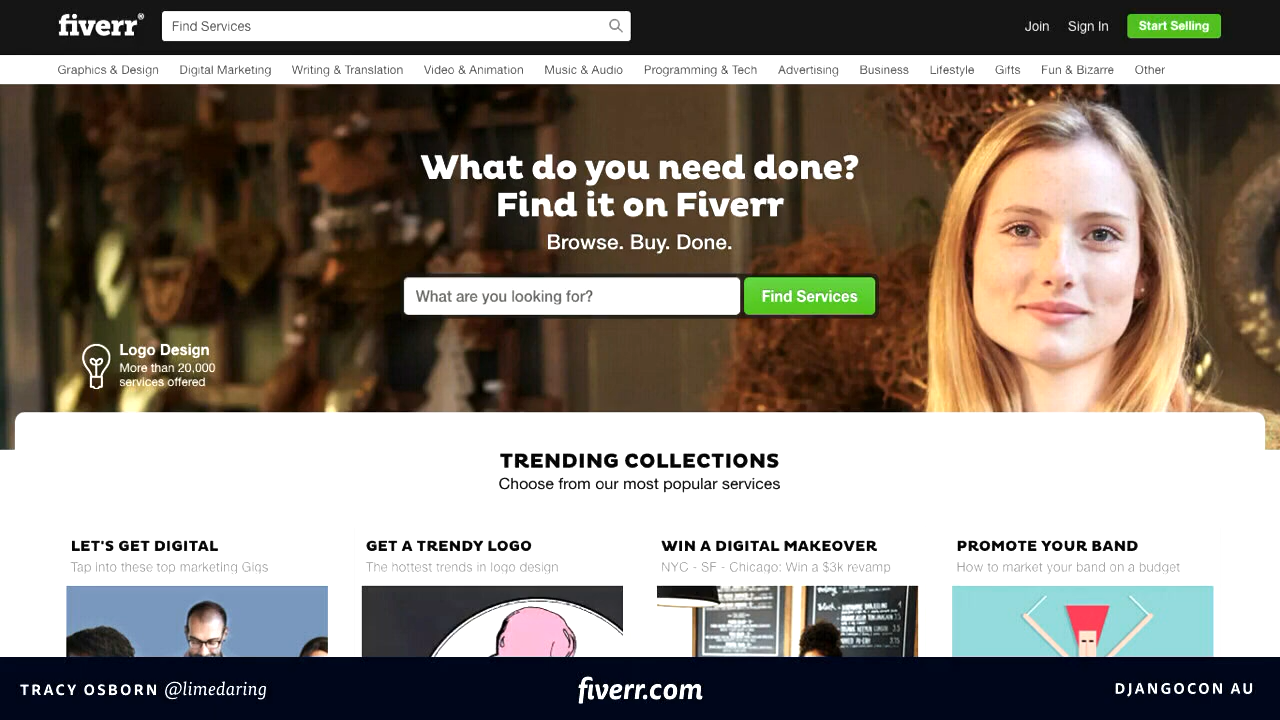 fiverr®
Find Services
Join
Sign In
Start Selling
Graphics & Design
Digital Marketing
Writing & Translation
Video & Animation
Music & Audio
Programming & Tech
Advertising
Business
Lifestyle
Gifts
Fun & Bizarre
Other
What do you need done?
Find it on Fiverr
Browse. Buy. Done.
What are you looking for?
Find Services
Logo Design
More than 20,000
services offered
TRENDING COLLECTIONS
Choose from our most popular services
LET'S GET DIGITAL
Tap into these top marketing Gigs
GET A TRENDY LOGO
The hottest trends in logo design
WIN A DIGITAL MAKEOVER
NYC - SF - Chicago: Win a $3k revamp
PROMOTE YOUR BAND
How to market your band on a budget
TRACY OSBORN @limedaring
fiverr.com
DJANGOCON AU